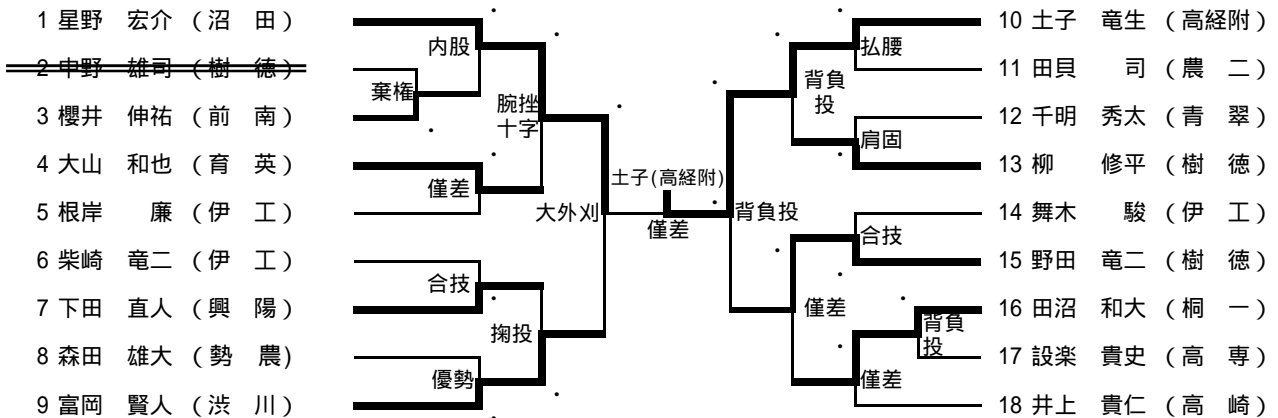 1 星野 宏介 (沼 田)
2 中野 雄司 (樹 徳)
3 櫻井 伸祐 (前 南)
4 大山 和也 (育 英)
5 根岸 廉 (伊 工)
6 柴崎 竜二 (伊 工)
7 下田 直人 (興 陽)
8 森田 雄大 (勢 農)
9 富岡 賢人 (渋 川)
内股
棄権
腕挫
十字
僅差
大外刈
合技
掬投
優勢
土子(高経附)
僅差
背負投
払腰
背負
投
肩固
合技
僅差
背負
投
僅差
10 土子 竜生 (高経附)
11 田貝 司 (農 二)
12 千明 秀太 (青 翠)
13 柳 修平 (樹 徳)
14 舞木 駿 (伊 工)
15 野田 竜二 (樹 徳)
16 田沼 和大 (桐 一)
17 設楽 貴史 (高 専)
18 井上 貴仁 (高 崎)